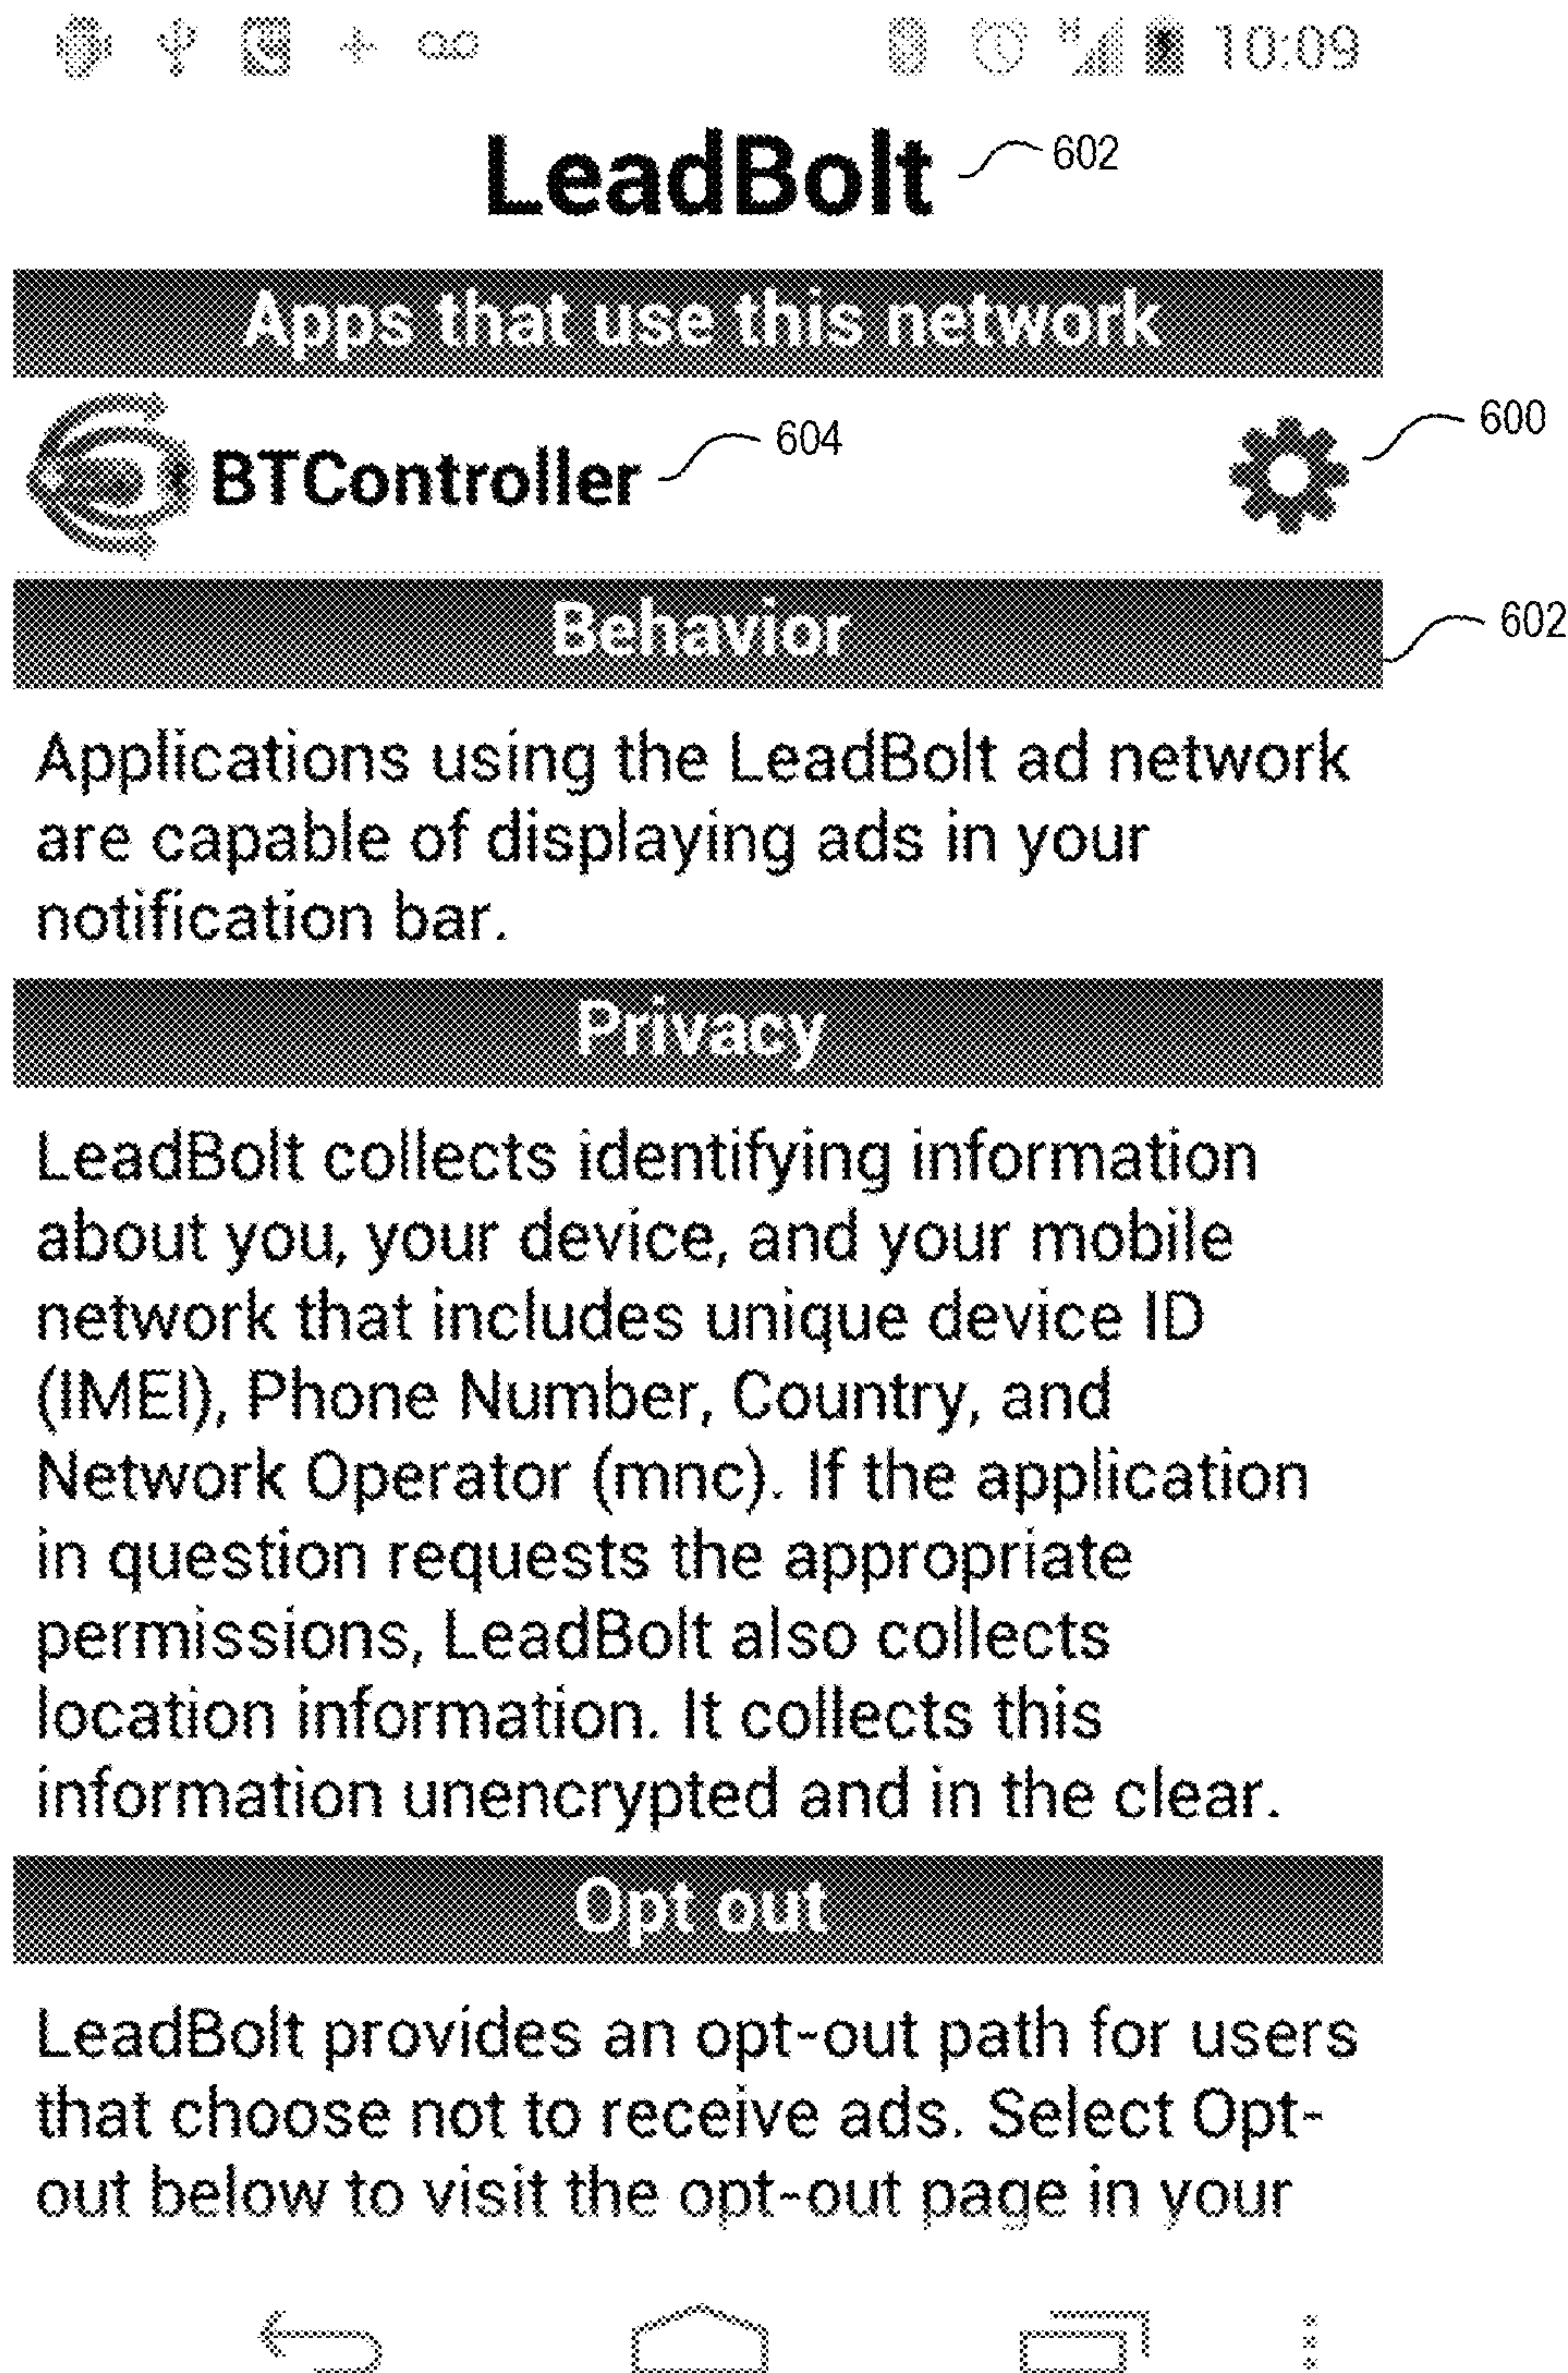 10:09
LeadBolt 602
Apps that use this network
BTController 604
600
Behavior
602
Applications using the LeadBolt ad network
are capable of displaying ads in your
notification bar.
Privacy
LeadBolt collects identifying information
about you, your device, and your mobile
network that includes unique device ID
(IMEI), Phone Number, Country, and
Network Operator (mnc). If the application
in question requests the appropriate
permissions, LeadBolt also collects
location information. It collects this
information unencrypted and in the clear.
Opt out
LeadBolt provides an opt-out path for users
that choose not to receive ads. Select Opt-
out below to visit the opt-out page in your